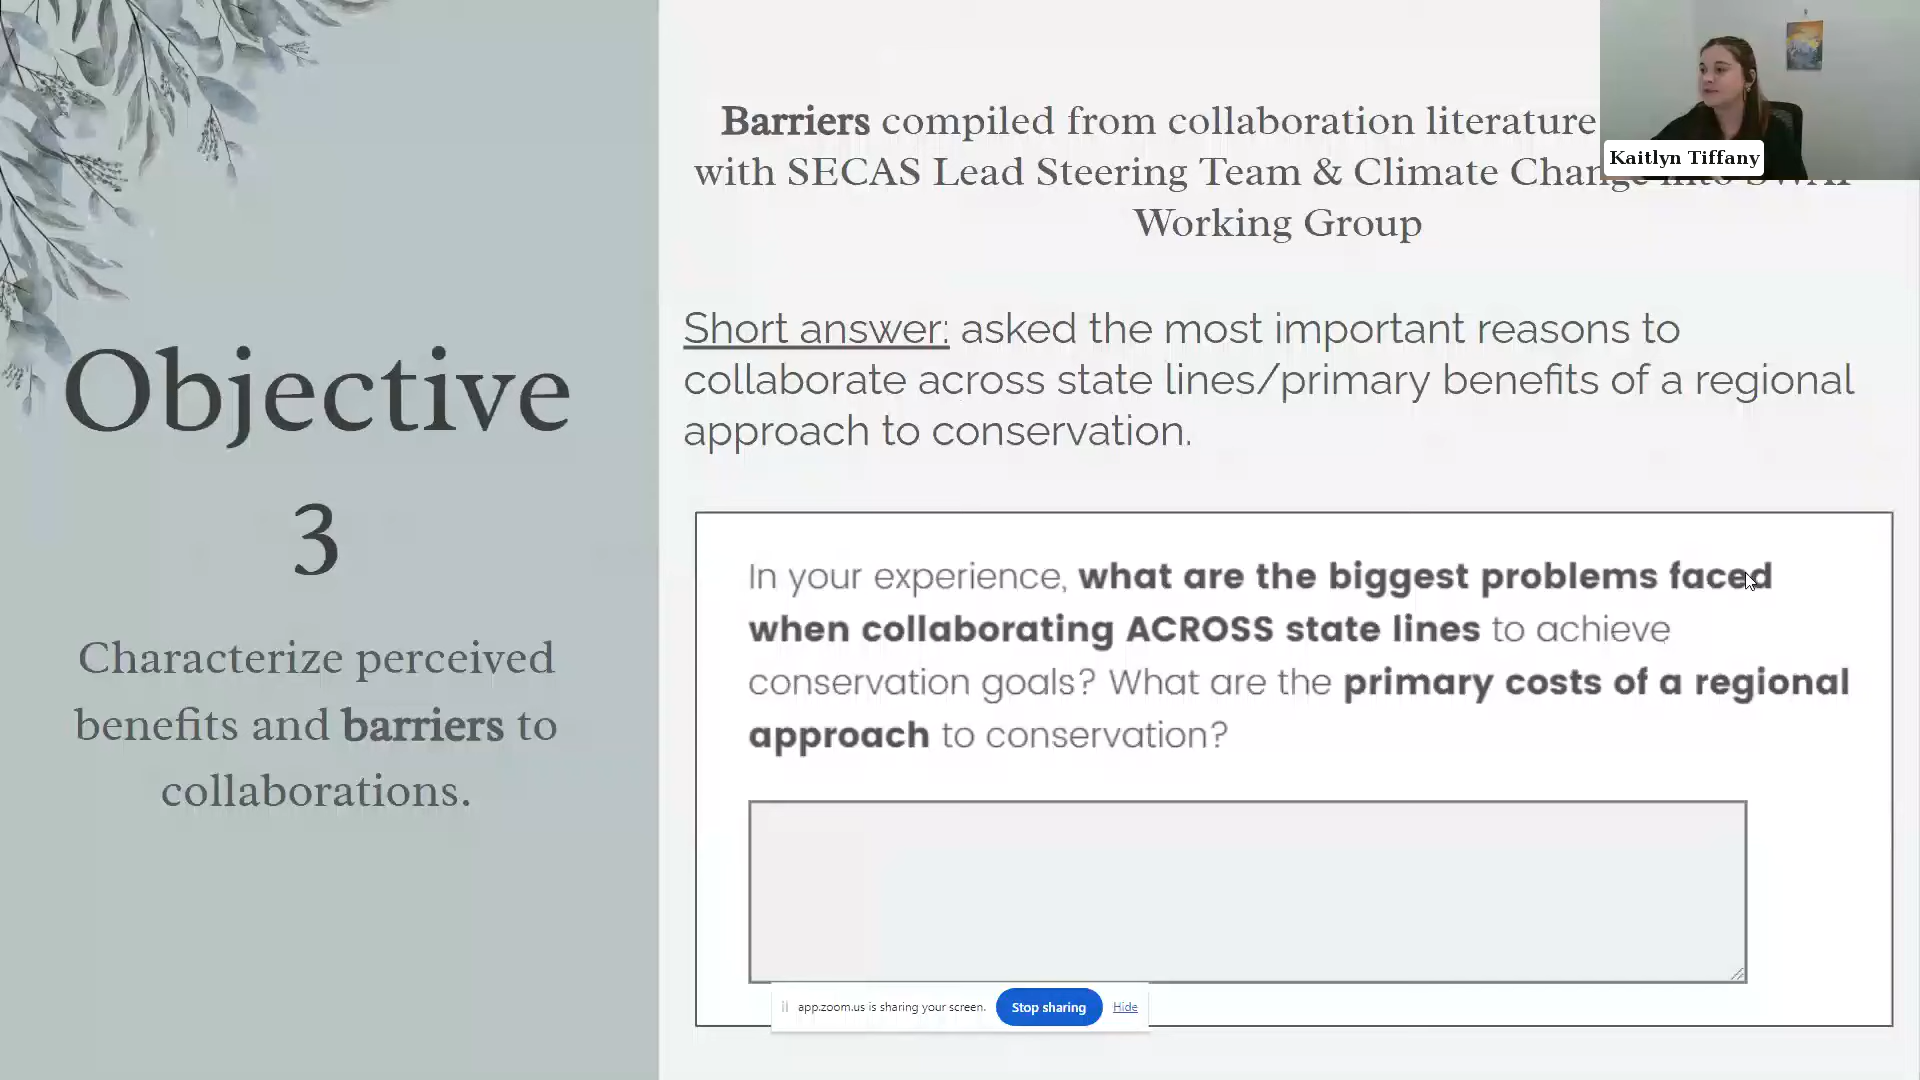 Objective
3
Characterize perceived
benefits and barriers to
collaborations.
Barriers compiled from collaboration literature
with SECAS Lead Steering Team & Climate Change into SWAP
Working Group
Kaitlyn Tiffany
Short answer: asked the most important reasons to
collaborate across state lines/primary benefits of a regional
approach to conservation.
In your experience, what are the biggest problems faced
when collaborating ACROSS state lines to achieve
conservation goals? What are the primary costs of a regional
approach to conservation?
app.zoom.us is sharing your screen.
Stop sharing
Hide